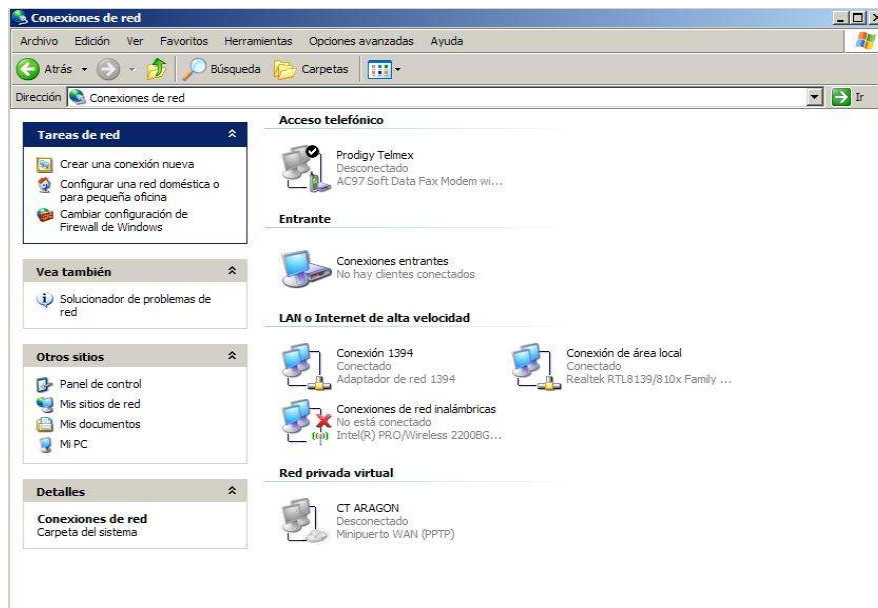 Conexiones de red
Archivo Edición Ver Favoritos Herramientas Opciones avanzadas Ayuda
Atrás Búsqueda Carpetas
Dirección Conexiones de red Ir
Tareas de red
Crear una conexión nueva
Configurar una red doméstica o
para pequeña oficina
Cambiar configuración de
Firewall de Windows
Vea también
Solucionador de problemas de
red
Otros sitios
Panel de control
Mis sitios de red
Mis documentos
Mi PC
Detalles
Conexiones de red
Carpeta del sistema
Acceso telefónico
Prodigy Telmex
Desconectado
AC97 Soft Data Fax Modem wi...
Entrante
Conexiones entrantes
No hay clientes conectados
LAN o Internet de alta velocidad
Conexión 1394
Conectado
Adaptador de red 1394
Conexión de área local
Conectado
Realtek RTL8139/810x Family ...
Conexiones de red inalámbricas
No está conectado
Intel(R) PRO/Wireless 2200BG...
Red privada virtual
CT ARAGON
Desconectado
Minipuerto WAN (PPTP)